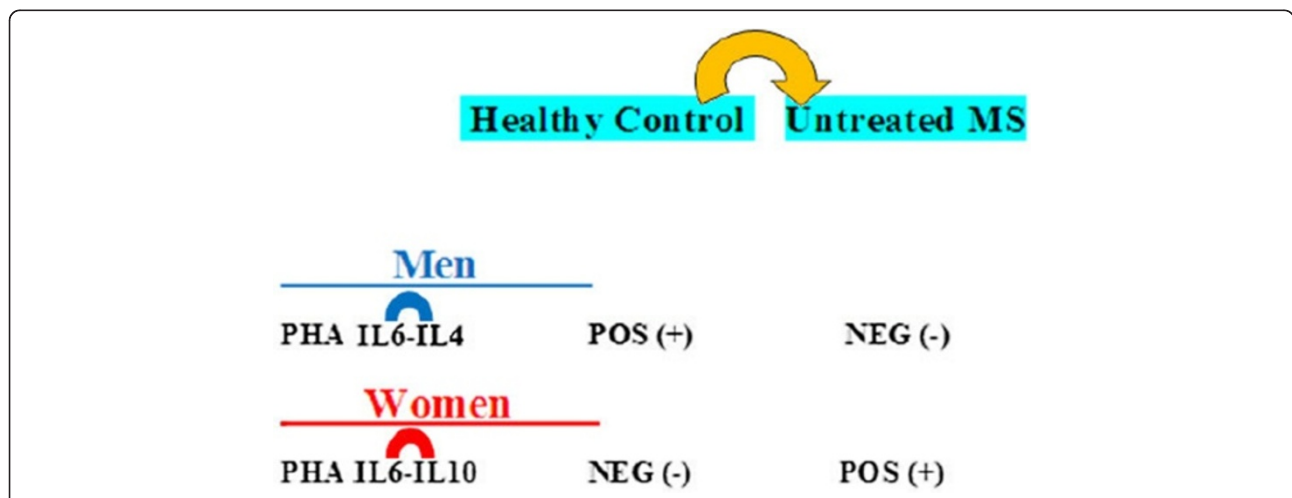 Healthy Control Untreated MS
Men
PHA IL6-IL4 POS (+) NEG (-)
Women
PHA IL6-IL10 NEG (-) POS (+)